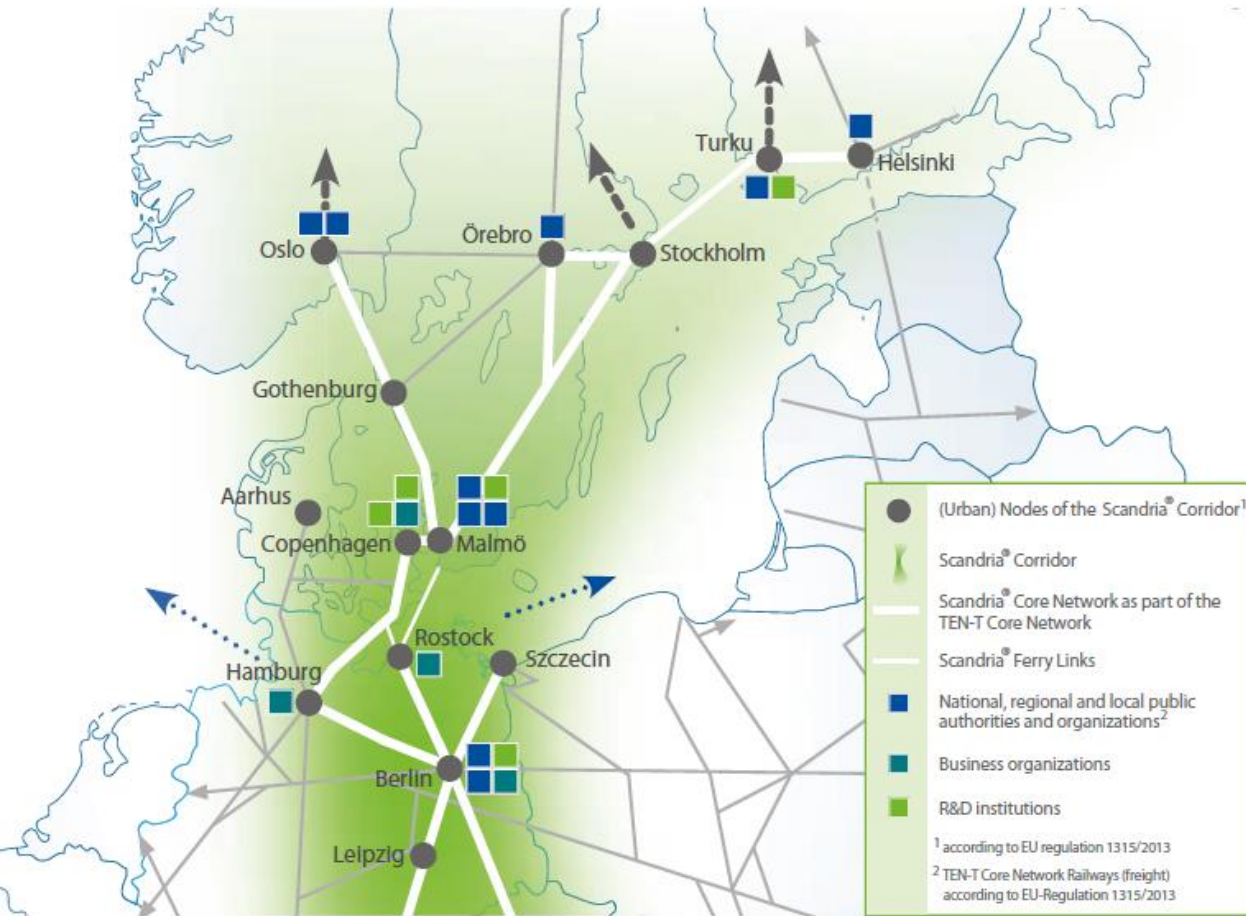 Turku
Helsinki
Oslo
Örebro
Stockholm
Gothenburg
Aarhus
Copenhagen
Malmö
Rostock
Szczecin
Hamburg
Berlin
Leipzig
(Urban) Nodes of the Scandria® Corridor¹
Scandria® Corridor
Scandria® Core Network as part of the
TEN-T Core Network
Scandria® Ferry Links
National, regional and local public
authorities and organizations²
Business organizations
R&D institutions
¹ according to EU regulation 1315/2013
² TEN-T Core Network Railways (freight)
according to EU-Regulation 1315/2013